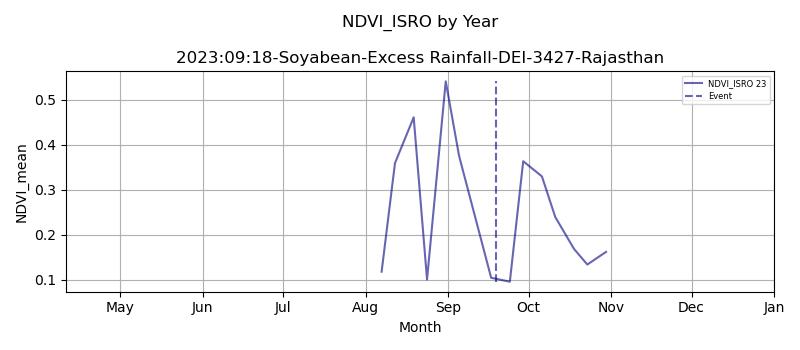 NDVI_ISRO by Year
2023:09:18-Soyabean-Excess Rainfall-DEI-3427-Rajasthan
NDVI_ISRO 23
Event
0.5
0.4
0.3
0.2
0.1
NDVI_mean
May Jun Jul Aug Sep Oct Nov Dec Jan
Month